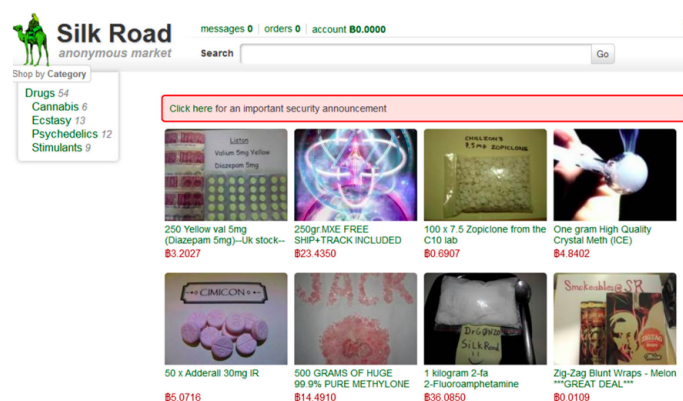 Silk Road
anonymous market
messages 0 | orders 0 | account ฿0.0000
Search
Go
Shop by Category
Drugs 54
Cannabis 6
Ecstasy 13
Psychedelics 12
Stimulants 9
Click here for an important security announcement
Listen
Valium 5mg Yellow
Diazepam 5mg
CHILLZONE'S
7,5mg ZOPICLONE
250 Yellow val 5mg
(Diazepam 5mg)--Uk stock--
฿3.2027
250gr.MXE FREE
SHIP+TRACK INCLUDED
฿23.4350
100 x 7.5 Zopiclone from the
C10 lab
฿0.6907
One gram High Quality
Crystal Meth (ICE)
฿4.8402
CIMICON
JACK
DrGONZO
SilkRoad
Smokeables@SR
50 x Adderall 30mg IR
฿5.0716
500 GRAMS OF HUGE
99.9% PURE METHYLONE
฿14.4910
1 kilogram 2-fa
2-Fluoroamphetamine
฿36.0850
Zig-Zag Blunt Wraps - Melon
***GREAT DEAL***
฿0.0109